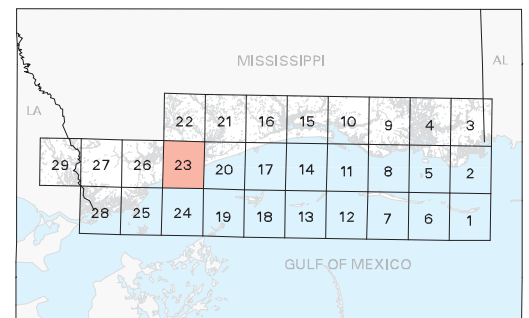 MISSISSIPPI
AL
LA
22 21 16 15 10 9 4 3
29 27 26 23 20 17 14 11 8 5 2
28 25 24 19 18 13 12 7 6 1
GULF OF MEXICO